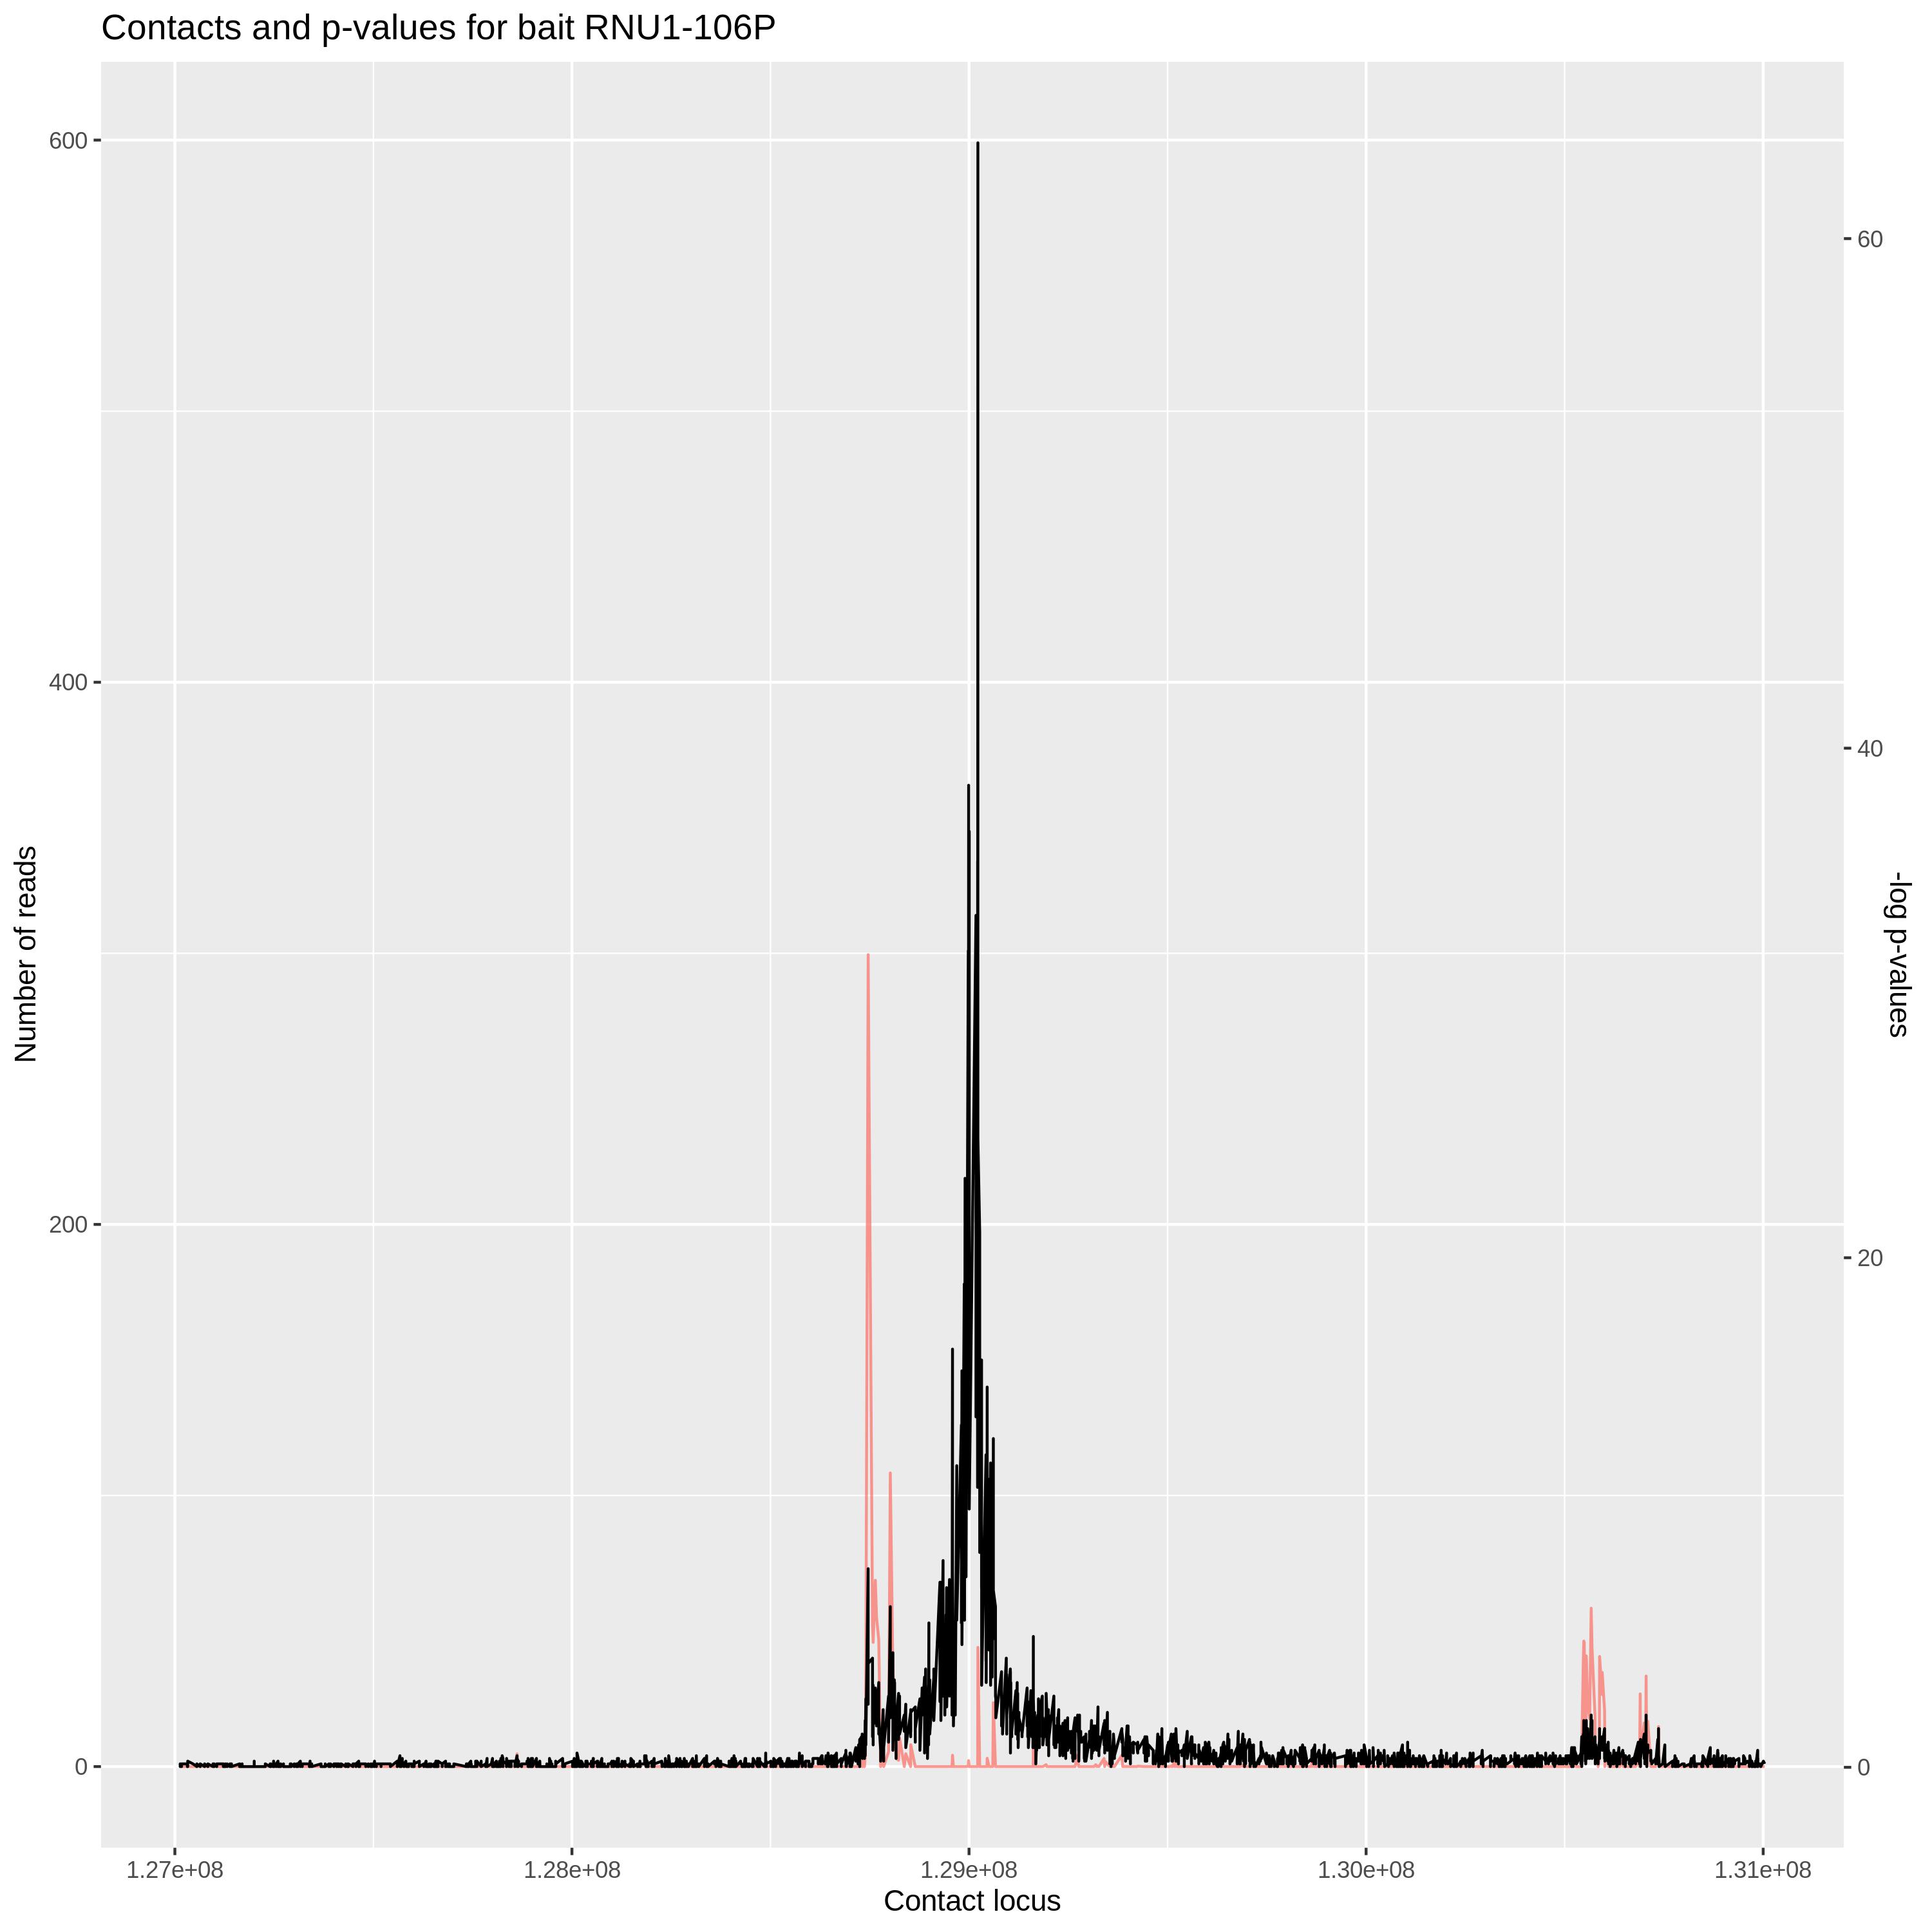 Contacts and p-values for bait RNU1-106P
600
400
200
0
Number of reads
60
40
20
0
-log p-values
1.27e+08
1.28e+08
1.29e+08
1.30e+08
1.31e+08
Contact locus